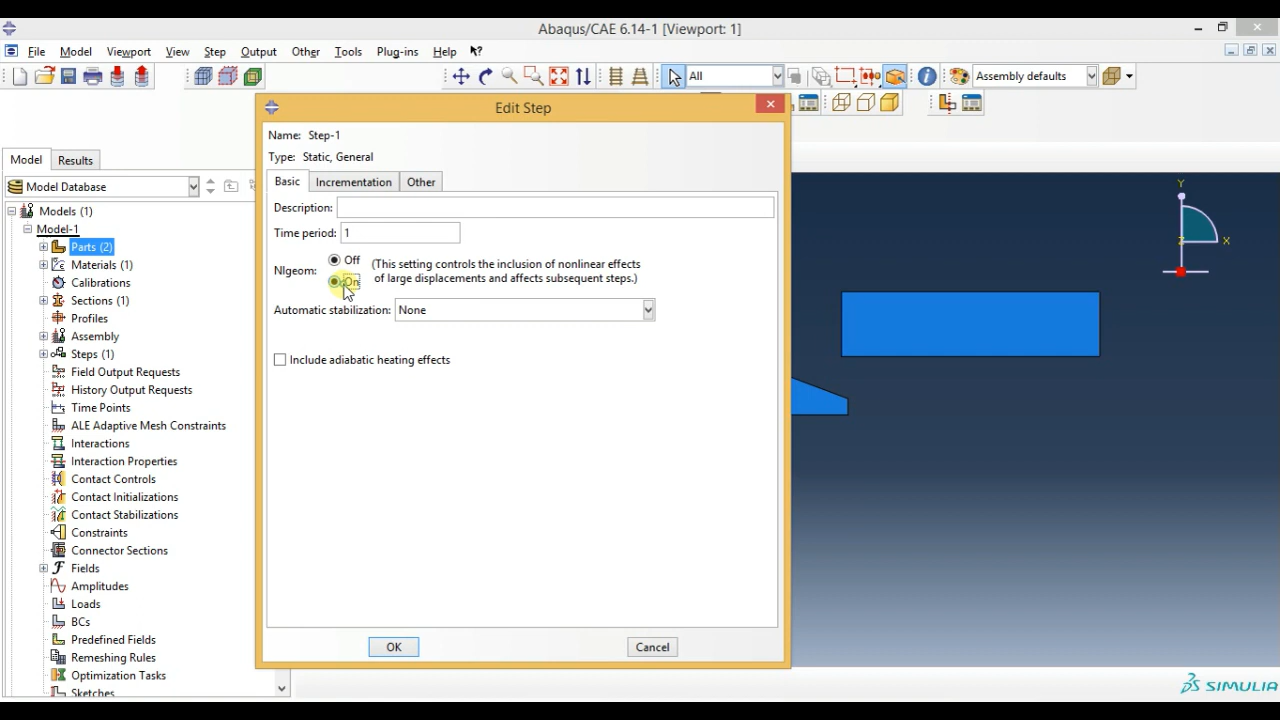 Abaqus/CAE 6.14-1 [Viewport: 1]
File Model Viewport View Step Output Other Tools Plug-ins Help
All
Assembly defaults
Edit Step
Name: Step-1
Type: Static, General
Basic Incrementation Other
Description:
Time period: 1
Nlgeom:
Off
On
(This setting controls the inclusion of nonlinear effects
of large displacements and affects subsequent steps.)
Automatic stabilization: None
Include adiabatic heating effects
OK Cancel
Model Results
Model Database
Models (1)
Model-1
Parts (2)
Materials (1)
Calibrations
Sections (1)
Profiles
Assembly
Steps (1)
Field Output Requests
History Output Requests
Time Points
ALE Adaptive Mesh Constraints
Interactions
Interaction Properties
Contact Controls
Contact Initializations
Contact Stabilizations
Constraints
Connector Sections
Fields
Amplitudes
Loads
BCs
Predefined Fields
Remeshing Rules
Optimization Tasks
Sketches
Y
Z
X
SIMULIA